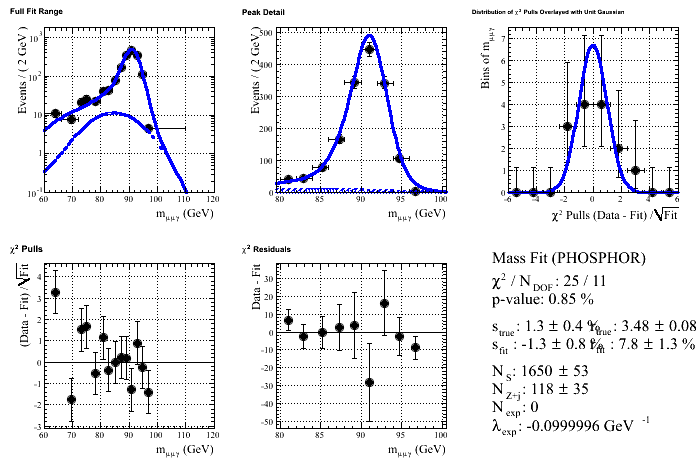 Full Fit Range
Events / ( 2 GeV )
10³
10²
10
1
10⁻¹
60 70 80 90 100 110 120
m_μμγ (GeV)
Peak Detail
Events / ( 2 GeV )
500
400
300
200
100
0
80 85 90 95 100
m_μμγ (GeV)
Distribution of χ² Pulls Overlayed with Unit Gaussian
Bins of m_μμγ
7
6
5
4
3
2
1
0
-6 -4 -2 0 2 4 6
χ² Pulls (Data - Fit) / √Fit
χ² Pulls
(Data - Fit) / √Fit
4
3
2
1
0
-1
-2
-3
60 70 80 90 100 110 120
m_μμγ (GeV)
χ² Residuals
Data - Fit
30
20
10
0
-10
-20
-30
-40
-50
80 85 90 95 100
m_μμγ (GeV)
Mass Fit (PHOSPHOR)
χ² / N_DOF : 25 / 11
p-value: 0.85 %
s_true : 1.3 ± 0.4 % r_true : 3.48 ± 0.08
s_fit : -1.3 ± 0.8 % r_fit : 7.8 ± 1.3 %
N_S : 1650 ± 53
N_Z+j : 118 ± 35
N_exp : 0
λ_exp : -0.0999996 GeV ⁻¹